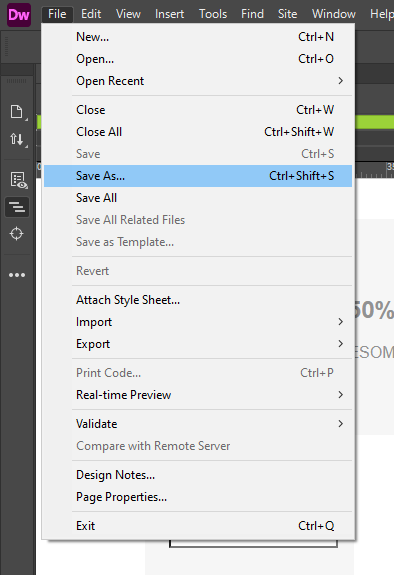 Dw File Edit View Insert Tools Find Site Window Help
New... Ctrl+N
Open... Ctrl+O
Open Recent
Close Ctrl+W
Close All Ctrl+Shift+W
Save Ctrl+S
Save As... Ctrl+Shift+S
Save All
Save All Related Files
Save as Template...
Revert
Attach Style Sheet...
Import
50%
Export
ESOM
Print Code... Ctrl+P
Real-time Preview
Validate
Compare with Remote Server
Design Notes...
Page Properties...
Exit Ctrl+Q